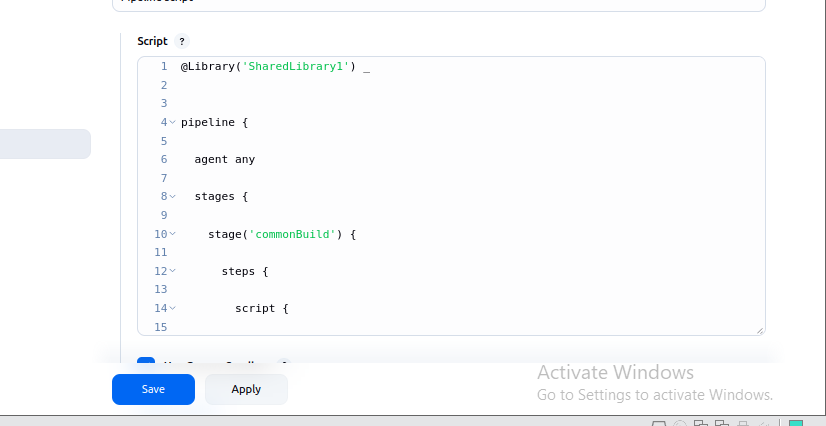 Script ?
1 @Library('SharedLibrary1') _
2
3
4 pipeline {
5
6 agent any
7
8 stages {
9
10 stage('commonBuild') {
11
12 steps {
13
14 script {
15
Save Apply
Activate Windows
Go to Settings to activate Windows.